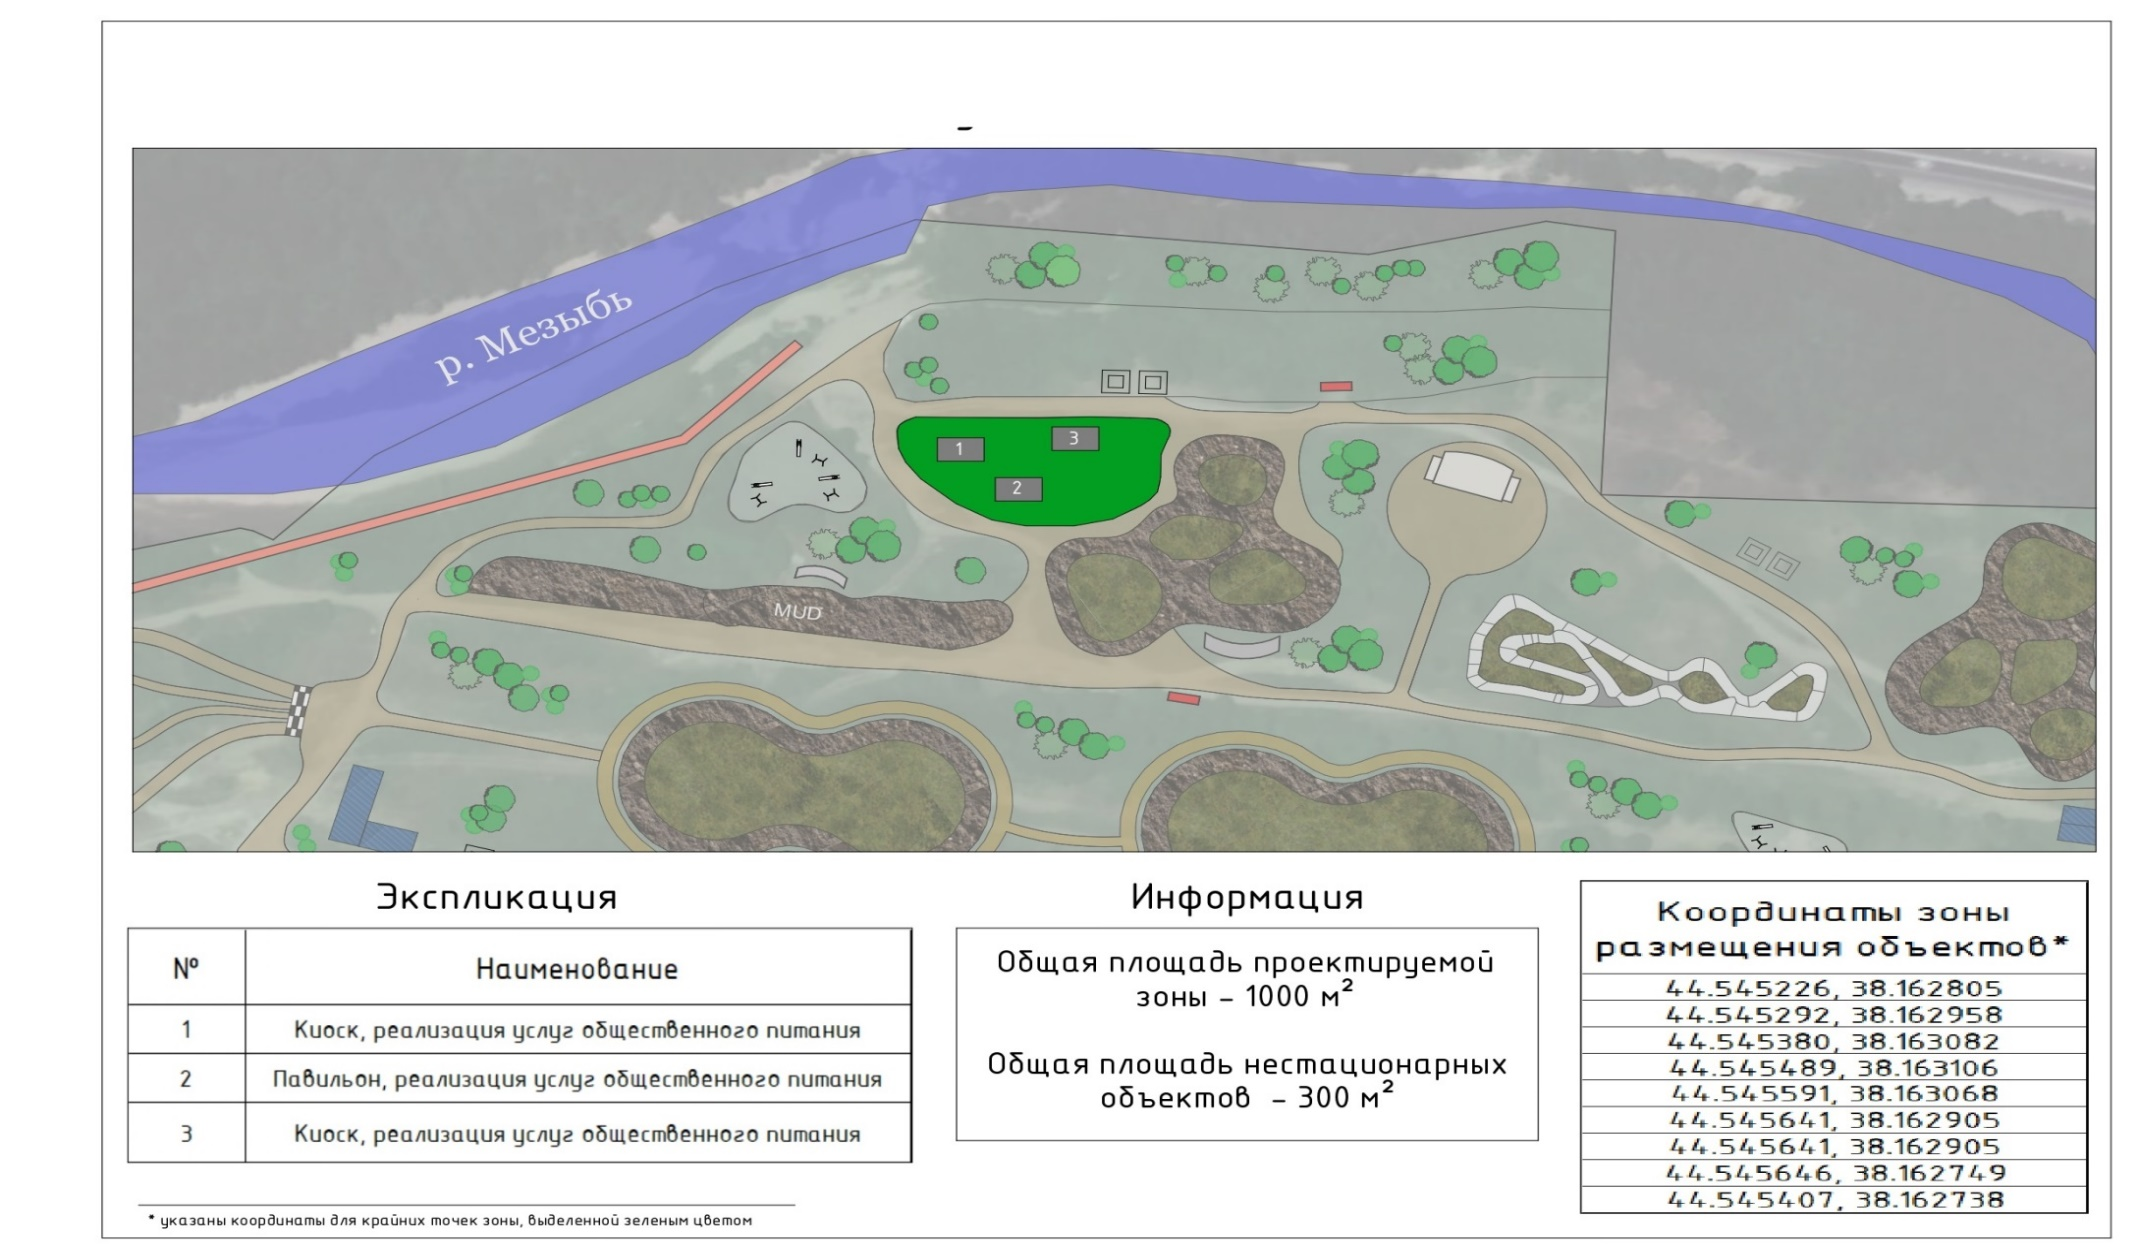 р. Мезыбь
1
3
2
MUD
Экспликация
№ Наименование
1 Киоск, реализация услуг общественного питания
2 Павильон, реализация услуг общественного питания
3 Киоск, реализация услуг общественного питания
* указаны координаты для крайних точек зоны, выделенной зеленым цветом
Информация
Общая площадь проектируемой
зоны - 1000 м²
Общая площадь нестационарных
объектов - 300 м²
Координаты зоны
размещения объектов*
44.545226, 38.162805
44.545292, 38.162958
44.545380, 38.163082
44.545489, 38.163106
44.545591, 38.163068
44.545641, 38.162905
44.545641, 38.162905
44.545646, 38.162749
44.545407, 38.162738